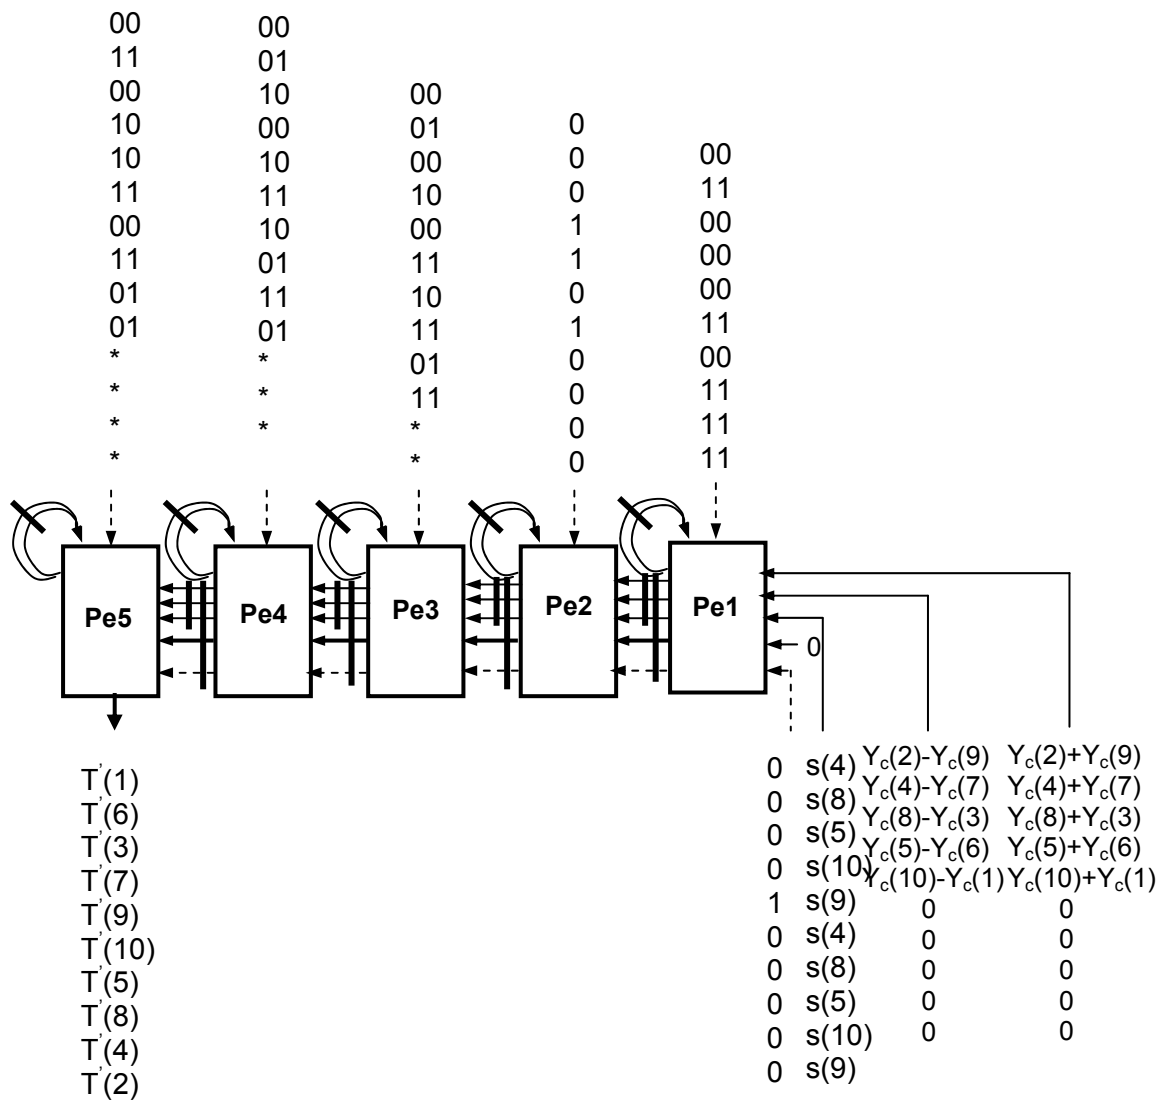 00
11
00
10
10
11
00
11
01
01
*
*
*
*
00
01
10
00
10
11
10
01
11
01
*
*
*
00
01
00
10
00
11
10
11
01
11
*
*
0
0
0
1
1
0
1
0
0
0
0
00
11
00
00
00
11
00
11
11
11
Pe5
Pe4
Pe3
Pe2
Pe1
0
T'(1)
T'(6)
T'(3)
T'(7)
T'(9)
T'(10)
T'(5)
T'(8)
T'(4)
T'(2)
0
0
0
0
1
0
0
0
0
0
s(4)
s(8)
s(5)
s(10)
s(9)
s(4)
s(8)
s(5)
s(10)
s(9)
Yc(2)-Yc(9)
Yc(4)-Yc(7)
Yc(8)-Yc(3)
Yc(5)-Yc(6)
Yc(10)-Yc(1)
0
0
0
0
0
Yc(2)+Yc(9)
Yc(4)+Yc(7)
Yc(8)+Yc(3)
Yc(5)+Yc(6)
Yc(10)+Yc(1)
0
0
0
0
0